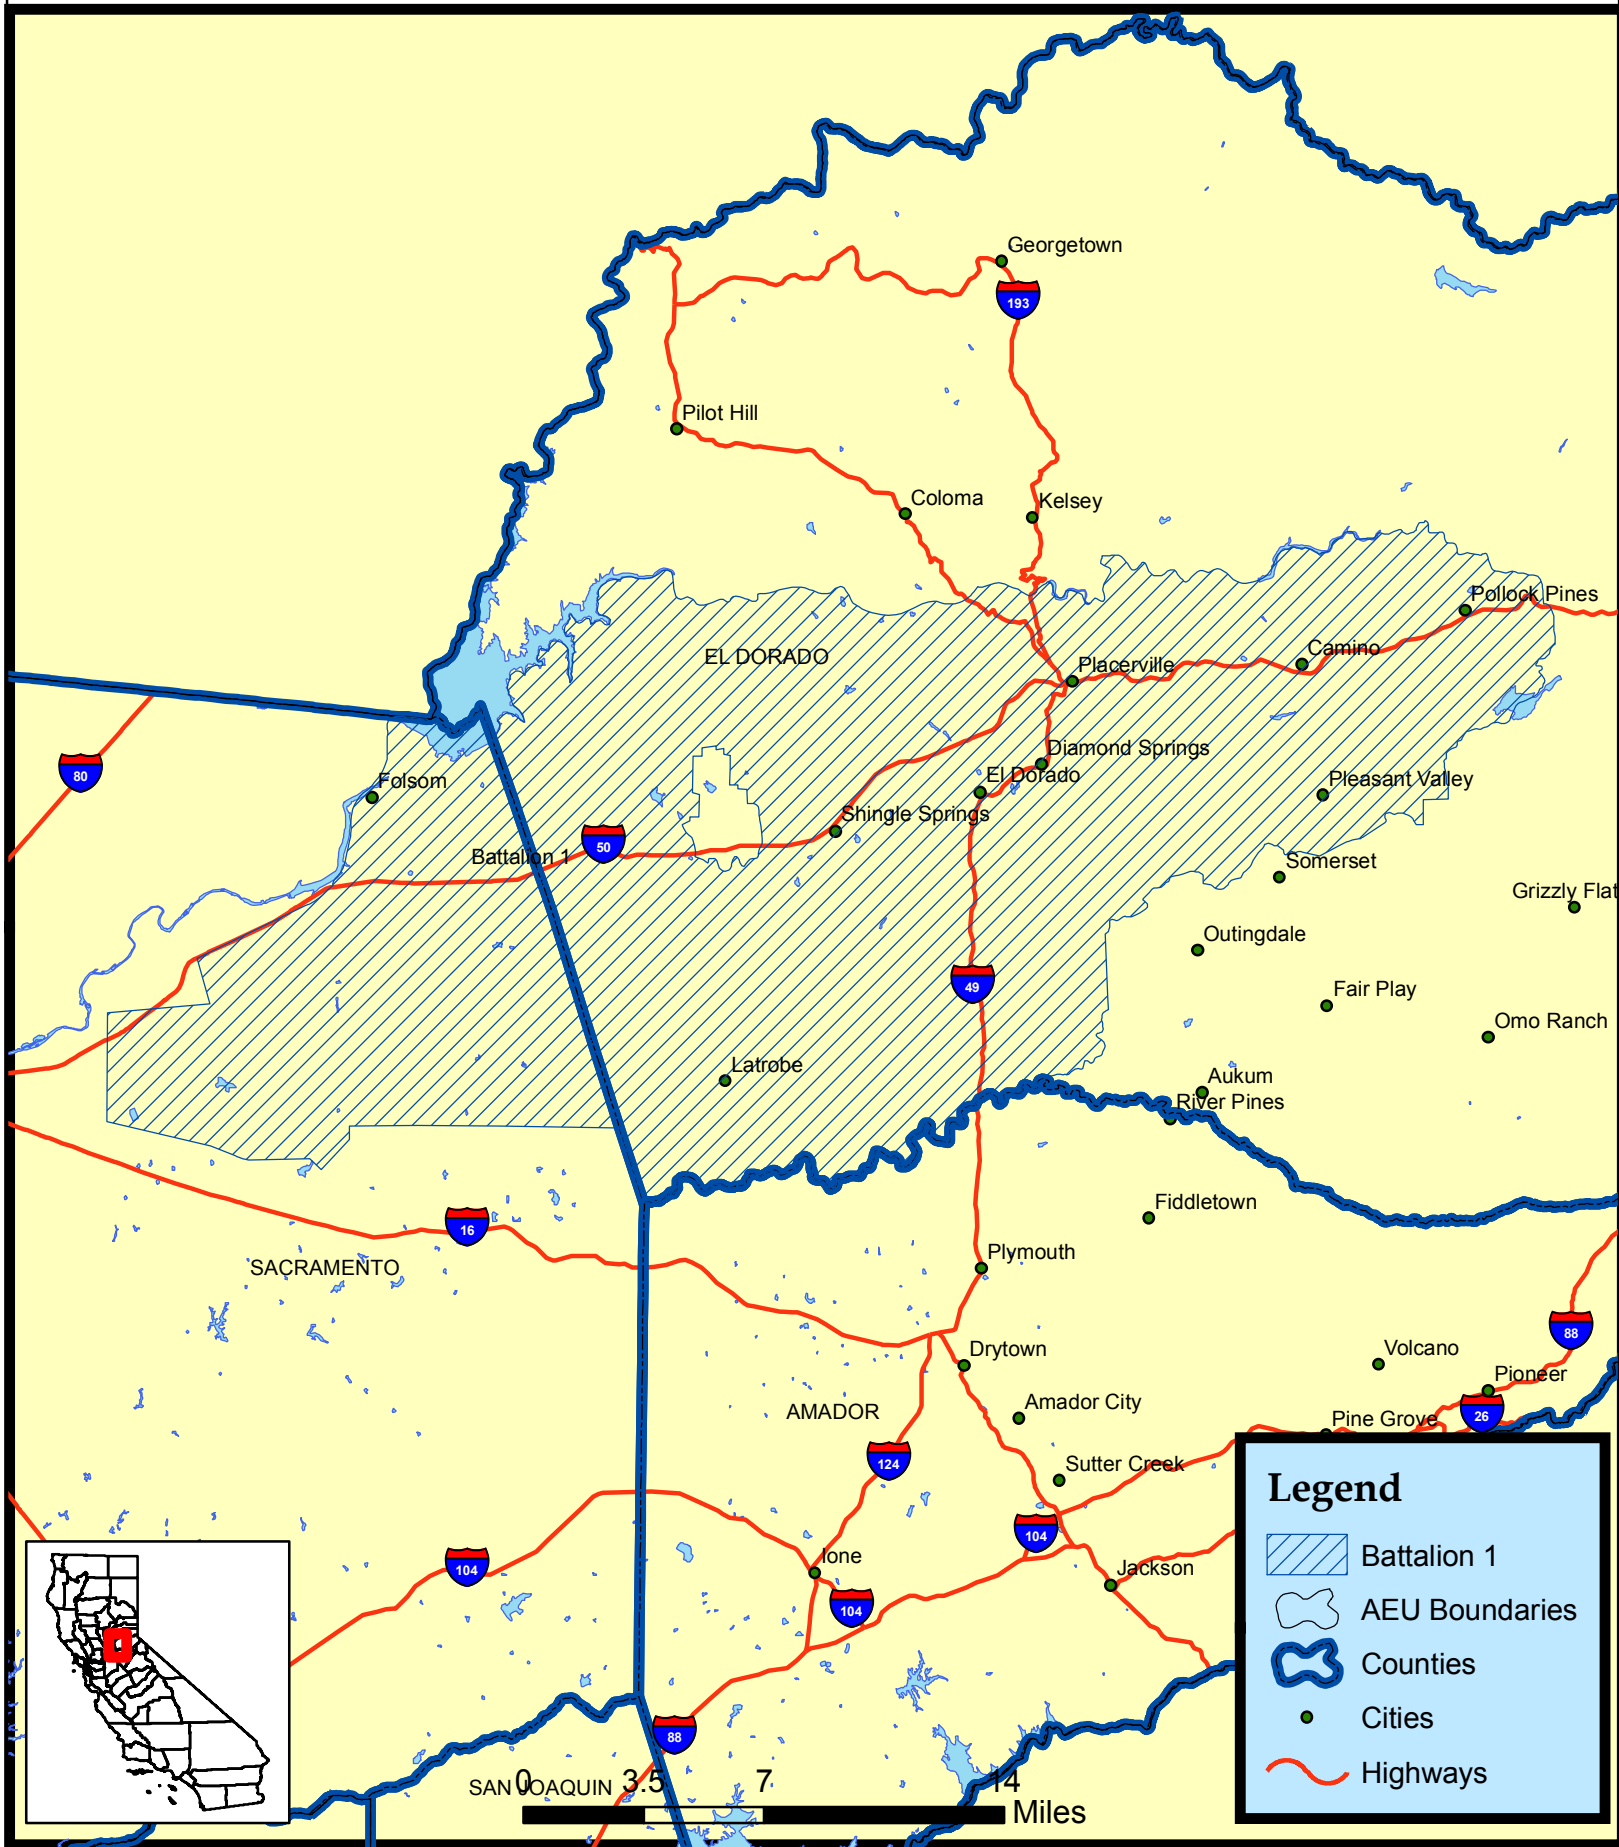 Georgetown
193
Pilot Hill
Coloma
Kelsey
Pollock Pines
Camino
EL DORADO
Placerville
Diamond Springs
80
Folsom
El Dorado
Pleasant Valley
Shingle Springs
50
Battalion 1
Somerset
Grizzly Flat
Outingdale
49
Fair Play
Omo Ranch
Latrobe
Aukum
River Pines
Fiddletown
16
Plymouth
SACRAMENTO
88
Drytown
Volcano
Pioneer
AMADOR
Amador City
26
Pine Grove
124
Sutter Creek
104
104
Ione
Jackson
104
88
SAN JOAQUIN
0 3.5 7 14
Miles
Legend
Battalion 1
AEU Boundaries
Counties
Cities
Highways